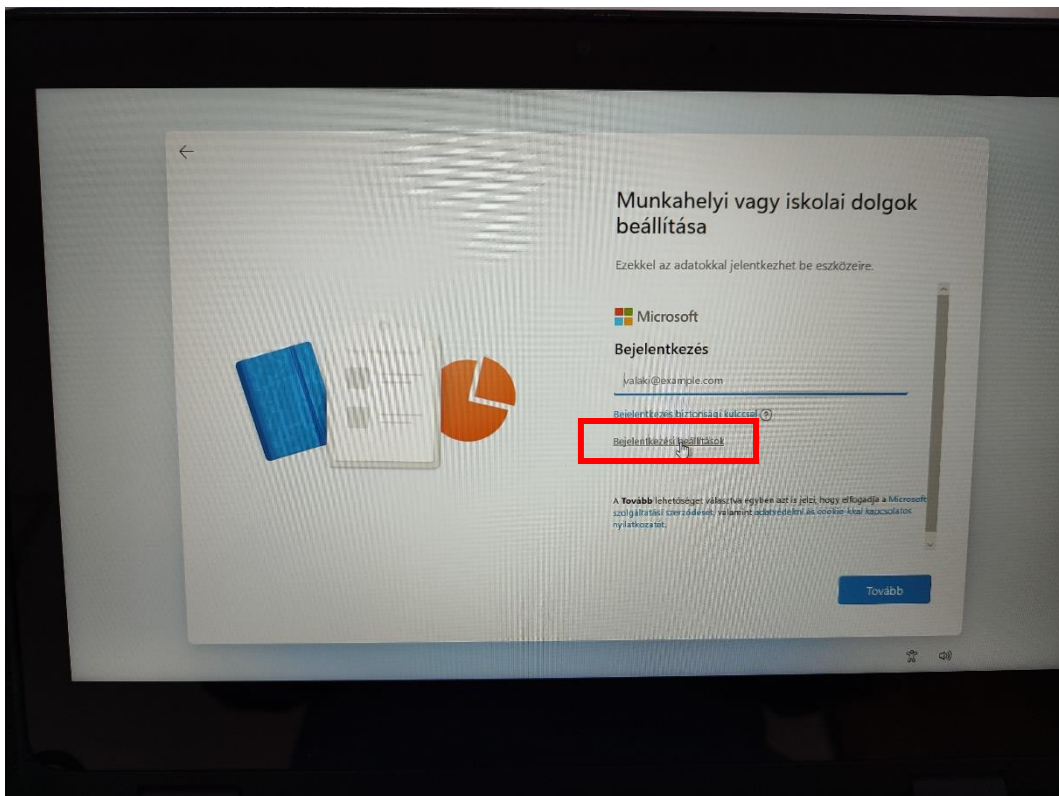 Munkahelyi vagy iskolai dolgok
beállítása
Ezekkel az adatokkal jelentkezhet be eszközeire.
Microsoft
Bejelentkezés
valaki@example.com
Bejelentkezés biztonsági kulccsal
Bejelentkezési beállítások
A Tovább lehetőséget választva egyben azt is jelzi, hogy elfogadja a Microsoft
szolgáltatási szerződését, valamint adatvédelmi és cookie-kkal kapcsolatos
nyilatkozatát.
Tovább